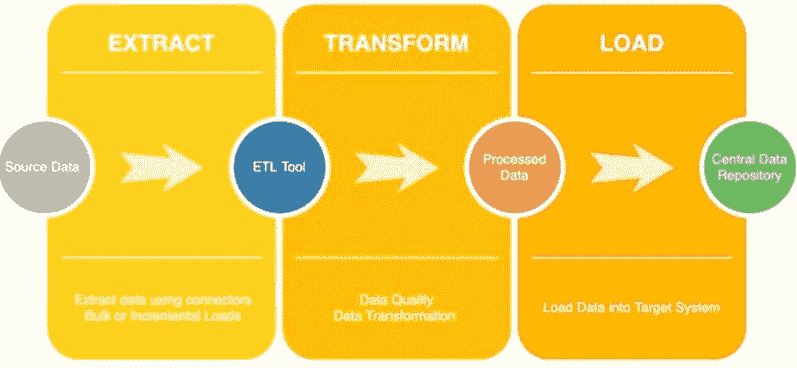 EXTRACT
TRANSFORM
LOAD
Source Data
ETL Tool
Processed
Data
Central Data
Repository
Extract data using connectors
Bulk or Incremental Loads
Data Quality
Data Transformation
Load Data into Target System